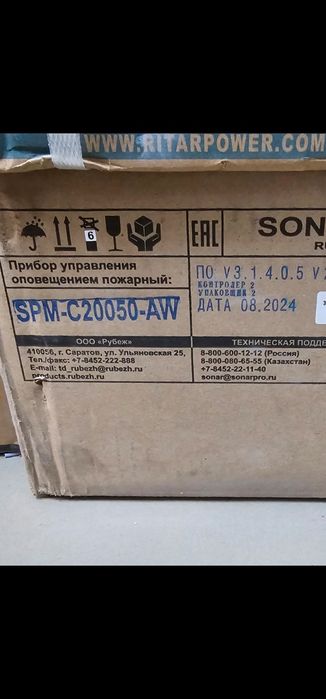 WWW.RITARPOWER.COM
6
EAC
SONA
RU
Прибор управления
оповещением пожарный:
SPM-C20050-AW
ПО V3.1.4.0.5 V
КОНТРОЛЕР 2
УПАКОВЩИК 2
ДАТА 08.2024
ООО «Рубеж»
410056, г. Саратов, ул. Ульяновская 25,
Тел./факс: +7-8452-222-888
E-mail: td_rubezh@rubezh.ru
products.rubezh.ru
ТЕХНИЧЕСКАЯ ПОДДЕ
8-800-600-12-12 (Россия)
8-800-080-65-55 (Казахстан)
+7-8452-22-11-40
sonar@sonarpro.ru